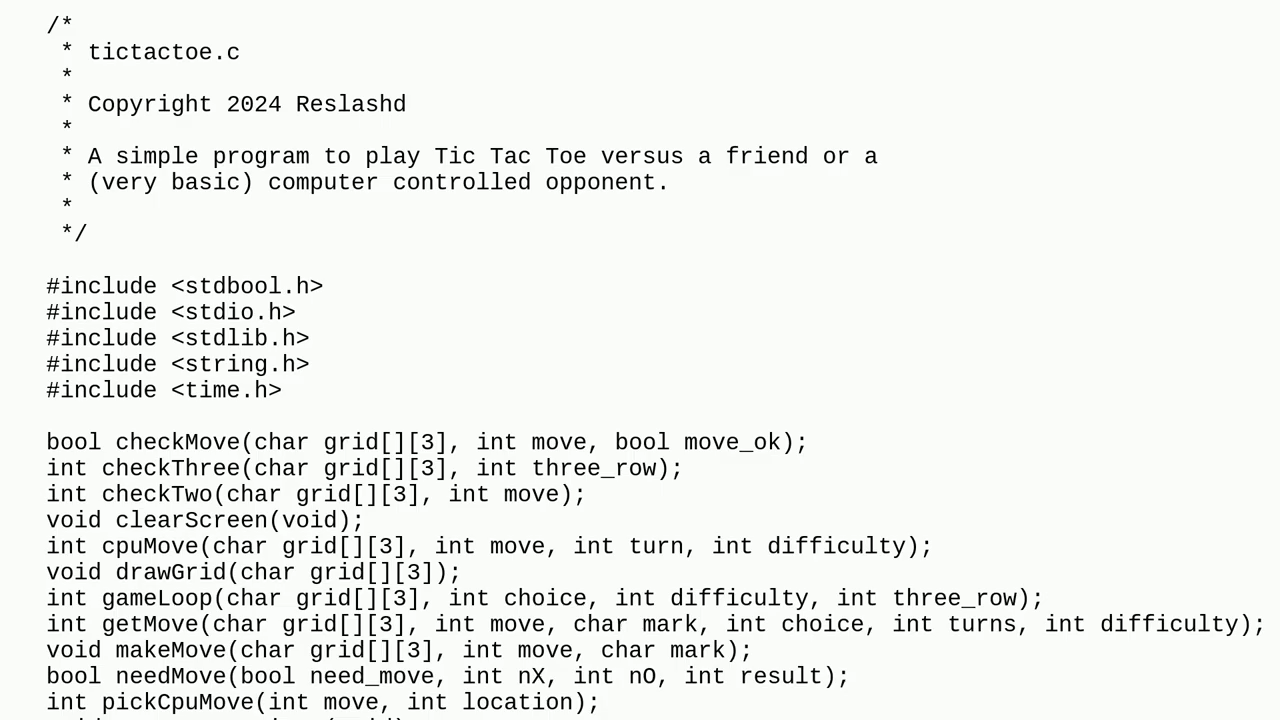 /*
 * tictactoe.c
 *
 * Copyright 2024 Reslashd
 *
 * A simple program to play Tic Tac Toe versus a friend or a
 * (very basic) computer controlled opponent.
 *
 */

#include <stdbool.h>
#include <stdio.h>
#include <stdlib.h>
#include <string.h>
#include <time.h>

bool checkMove(char grid[][3], int move, bool move_ok);
int checkThree(char grid[][3], int three_row);
int checkTwo(char grid[][3], int move);
void clearScreen(void);
int cpuMove(char grid[][3], int move, int turn, int difficulty);
void drawGrid(char grid[][3]);
int gameLoop(char grid[][3], int choice, int difficulty, int three_row);
int getMove(char grid[][3], int move, char mark, int choice, int turns, int difficulty);
void makeMove(char grid[][3], int move, char mark);
bool needMove(bool need_move, int nX, int nO, int result);
int pickCpuMove(int move, int location);